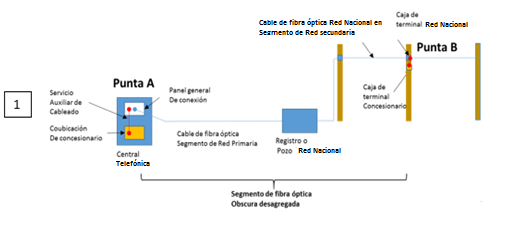 Cable de fibra óptica Red Nacional en
Segmento de Red secundaria
Caja de
terminal Red Nacional
Punta B
Punta A
Servicio
Auxiliar de
Cableado
Panel general
De conexión
1
Caja de
terminal
Concesionario
Coubicación
De concesionario
Cable de fibra óptica
Segmento de Red Primaria
Central
Telefónica
Registro o
Pozo Red Nacional
Segmento de fibra óptica
Obscura desagregada